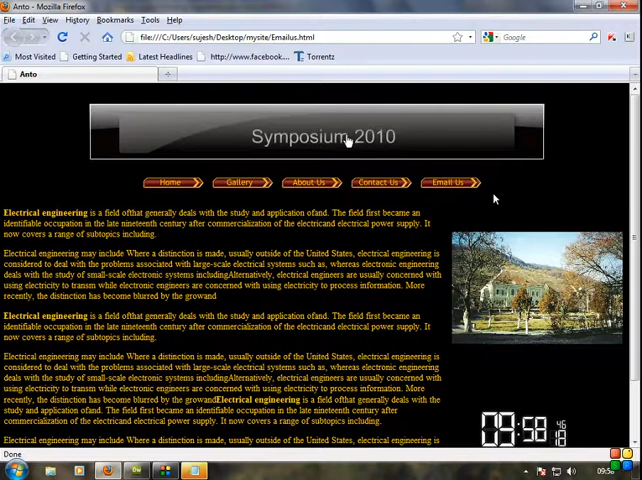 Anto - Mozilla Firefox
File Edit View History Bookmarks Tools Help
file:///C:/Users/sujesh/Desktop/mysite/Emailus.html
Google
Most Visited Getting Started Latest Headlines http://www.facebook.... Torrentz
Anto
Symposium 2010
Home Gallery About Us Contact Us Email Us
Electrical engineering is a field ofthat generally deals with the study and application ofand. The field first became an
identifiable occupation in the late nineteenth century after commercialization of the electricand electrical power supply. It
now covers a range of subtopics including.
Electrical engineering may include Where a distinction is made, usually outside of the United States, electrical engineering is
considered to deal with the problems associated with large-scale electrical systems such as, whereas electronic engineering
deals with the study of small-scale electronic systems includingAlternatively, electrical engineers are usually concerned with
using electricity to transm while electronic engineers are concerned with using electricity to process information. More
recently, the distinction has become blurred by the growand
Electrical engineering is a field ofthat generally deals with the study and application ofand. The field first became an
identifiable occupation in the late nineteenth century after commercialization of the electricand electrical power supply. It
now covers a range of subtopics including.
Electrical engineering may include Where a distinction is made, usually outside of the United States, electrical engineering is
considered to deal with the problems associated with large-scale electrical systems such as, whereas electronic engineering
deals with the study of small-scale electronic systems includingAlternatively, electrical engineers are usually concerned with
using electricity to transm while electronic engineers are concerned with using electricity to process information. More
recently, the distinction has become blurred by the growandElectrical engineering is a field ofthat generally deals with the
study and application ofand. The field first became an identifiable occupation in the late nineteenth century after
commercialization of the electricand electrical power supply. It now covers a range of subtopics including.
Electrical engineering may include Where a distinction is made, usually outside of the United States, electrical engineering is
09:58 46
18
Done